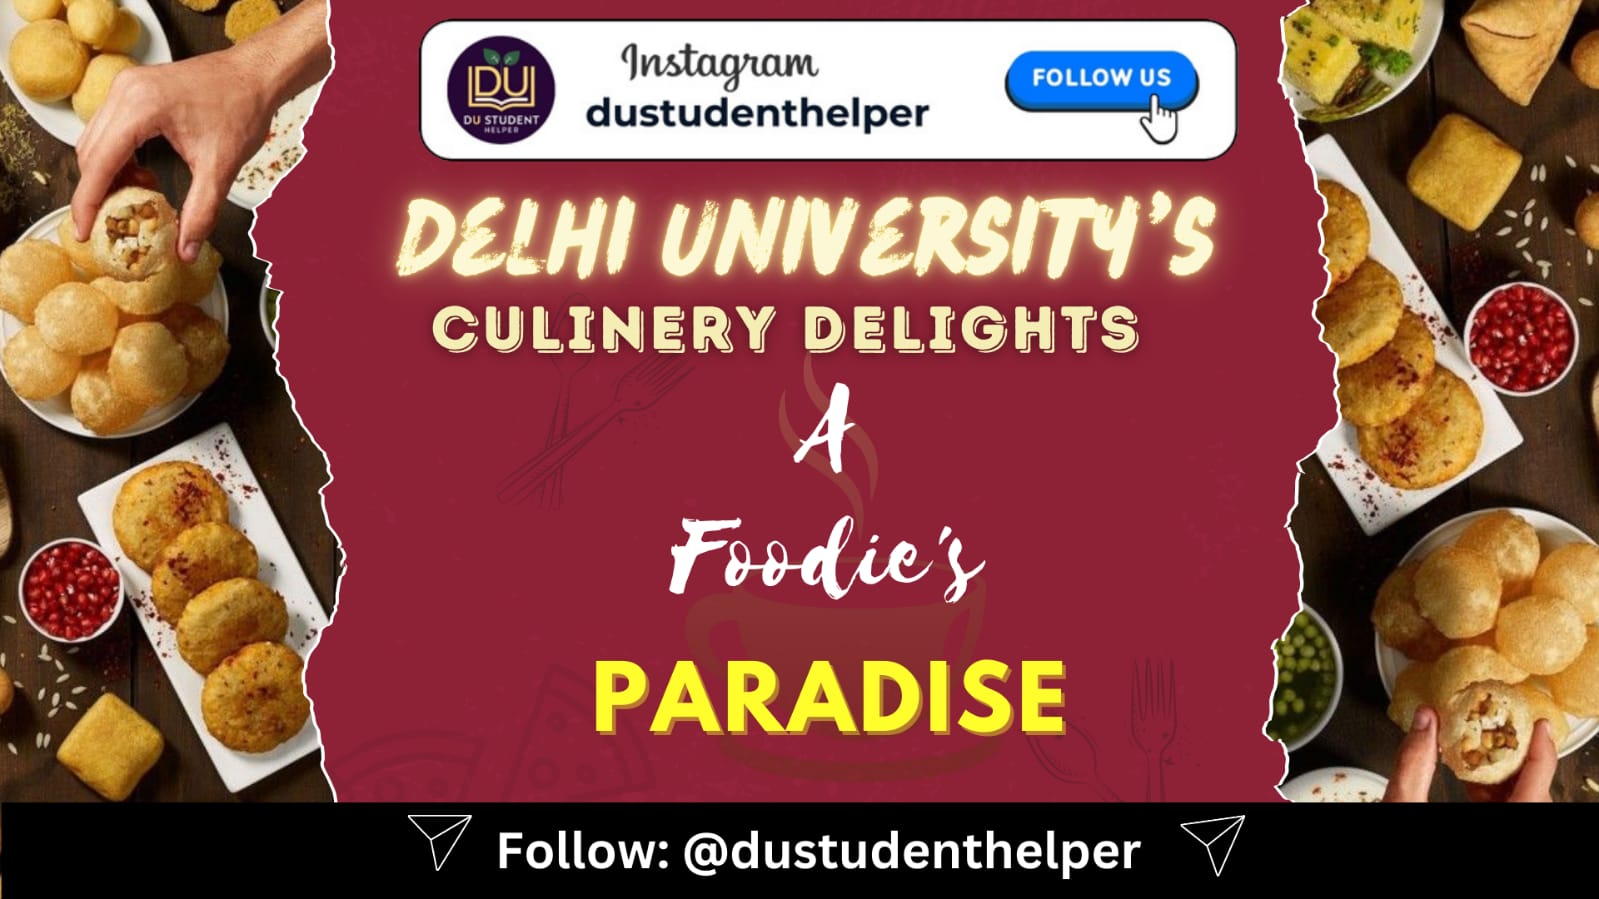 DU
DU STUDENT
HELPER
Instagram
dustudenthelper
FOLLOW US
DELHI UNIVERSITY'S
CULINERY DELIGHTS
A
Foodie's
PARADISE
Follow: @dustudenthelper